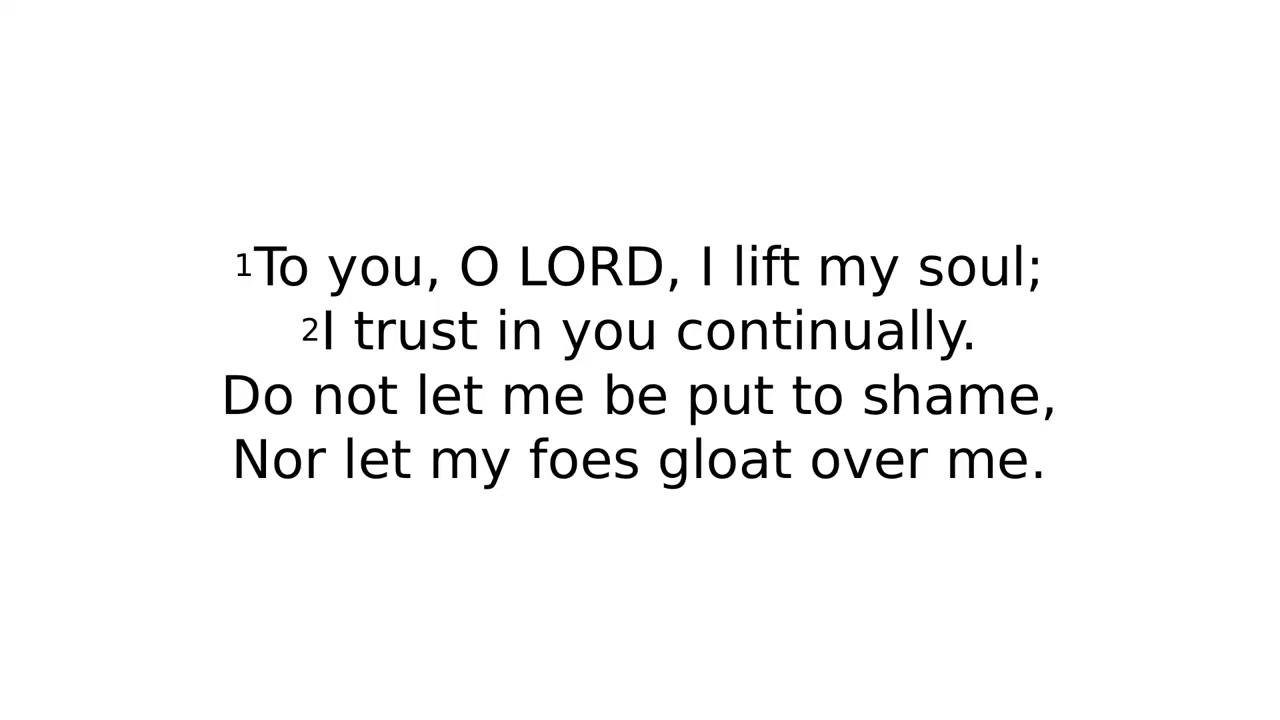 1To you, O LORD, I lift my soul;
2I trust in you continually.
Do not let me be put to shame,
Nor let my foes gloat over me.